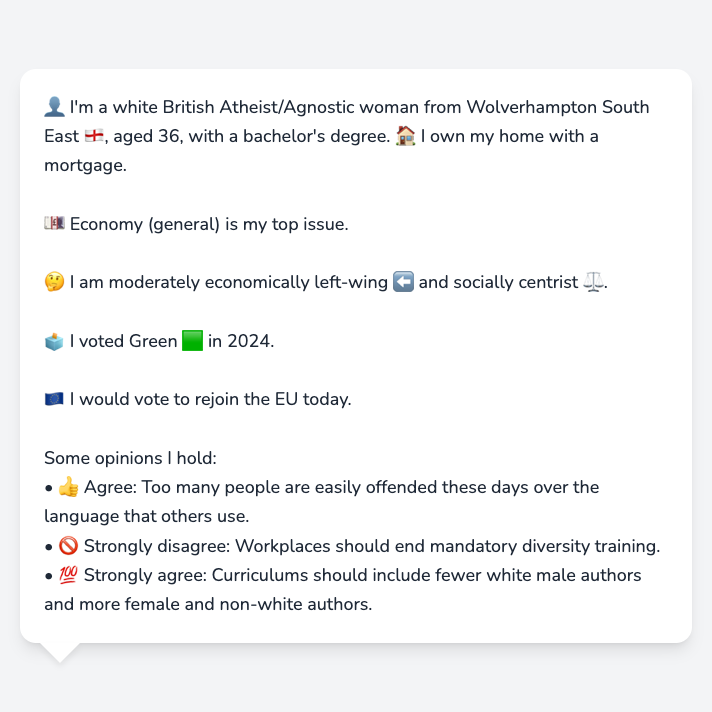 👤 I'm a white British Atheist/Agnostic woman from Wolverhampton South
East 🏴󠁧󠁢󠁥󠁮󠁧󠁿, aged 36, with a bachelor's degree. 🏠 I own my home with a
mortgage.
💷 Economy (general) is my top issue.
🤔 I am moderately economically left-wing ⬅️ and socially centrist ⚖️.
🗳️ I voted Green 🟩 in 2024.
🇪🇺 I would vote to rejoin the EU today.
Some opinions I hold:
• 👍 Agree: Too many people are easily offended these days over the
language that others use.
• 🚫 Strongly disagree: Workplaces should end mandatory diversity training.
• 💯 Strongly agree: Curriculums should include fewer white male authors
and more female and non-white authors.